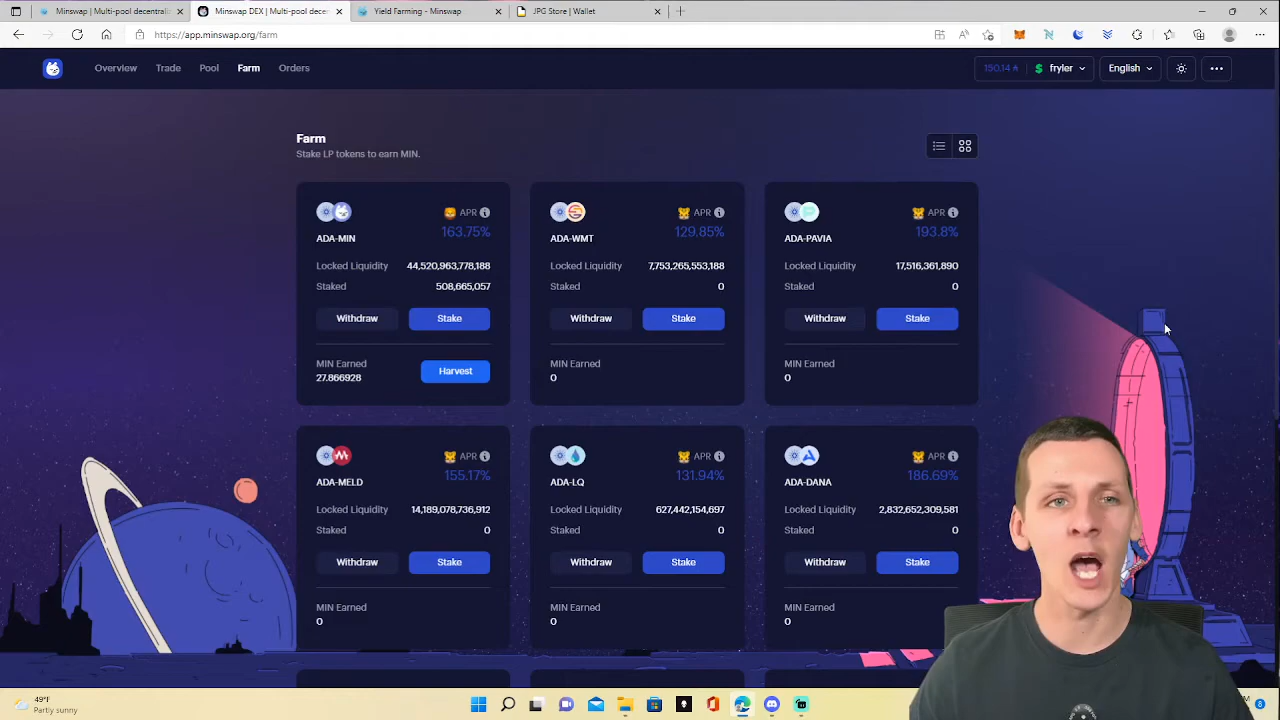 Minswap | Multi-pool decentrali
Minswap DEX | Multi-pool dece
Yield Farming - Minswap
JPG Store | Wallet
https://app.minswap.org/farm
Overview Trade Pool Farm Orders
150.14 ₳ fryler English
Farm
Stake LP tokens to earn MIN.
APR
ADA-MIN 163.75%
Locked Liquidity 44,520,963,778,188
Staked 508,665,057
Withdraw Stake
MIN Earned
27.866928
Harvest
APR
ADA-WMT 129.85%
Locked Liquidity 7,753,265,553,188
Staked 0
Withdraw Stake
MIN Earned
0
APR
ADA-PAVIA 193.8%
Locked Liquidity 17,516,361,890
Staked 0
Withdraw Stake
MIN Earned
0
APR
ADA-MELD 155.17%
Locked Liquidity 14,189,078,736,912
Staked 0
Withdraw Stake
MIN Earned
0
APR
ADA-LQ 131.94%
Locked Liquidity 627,442,154,697
Staked 0
Withdraw Stake
MIN Earned
0
APR
ADA-DANA 186.69%
Locked Liquidity 2,832,652,309,581
Staked 0
Withdraw Stake
MIN Earned
0
49°F
Partly sunny